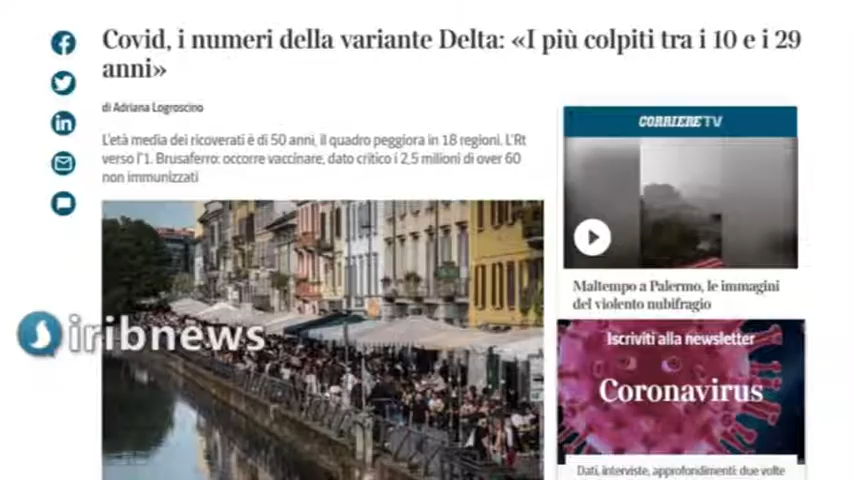 Covid, i numeri della variante Delta: «I più colpiti tra i 10 e i 29
anni»
di Adriana Logroscino
L'età media dei ricoverati è di 50 anni, il quadro peggiora in 18 regioni. L'Rt
verso l'1. Brusaferro: occorre vaccinare, dato critico i 2,5 milioni di over 60
non immunizzati
CORRIERE TV
Maltempo a Palermo, le immagini
del violento nubifragio
iribnews
Iscriviti alla newsletter
Coronavirus
Dati, interviste, approfondimenti: due volte